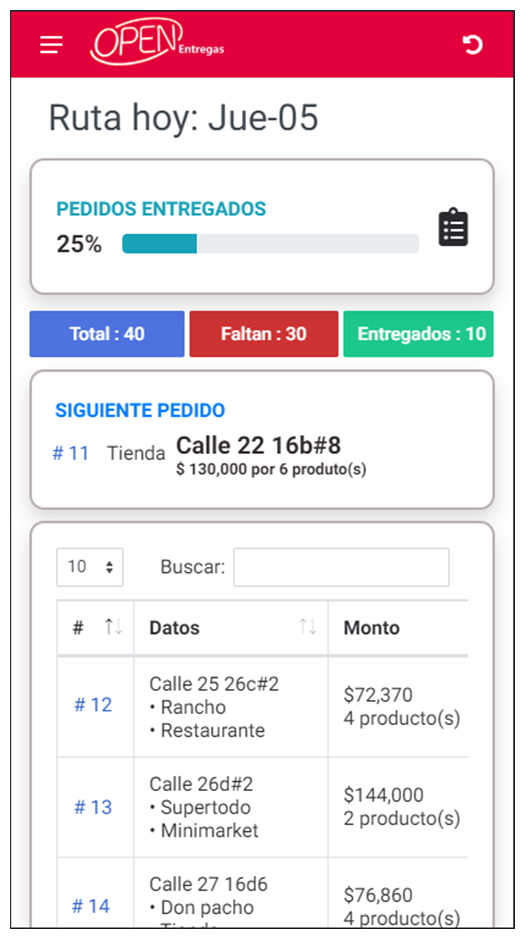 OPEN Entregas
Ruta hoy: Jue-05
PEDIDOS ENTREGADOS
25%
Total : 40
Faltan : 30
Entregados : 10
SIGUIENTE PEDIDO
# 11 Tienda Calle 22 16b#8
$ 130,000 por 6 produto(s)
10 Buscar:
# Datos Monto
# 12
Calle 25 26c#2
• Rancho
• Restaurante
$72,370
4 producto(s)
# 13
Calle 26d#2
• Supertodo
• Minimarket
$144,000
2 producto(s)
# 14
Calle 27 16d6
• Don pacho
$76,860
4 producto(s)